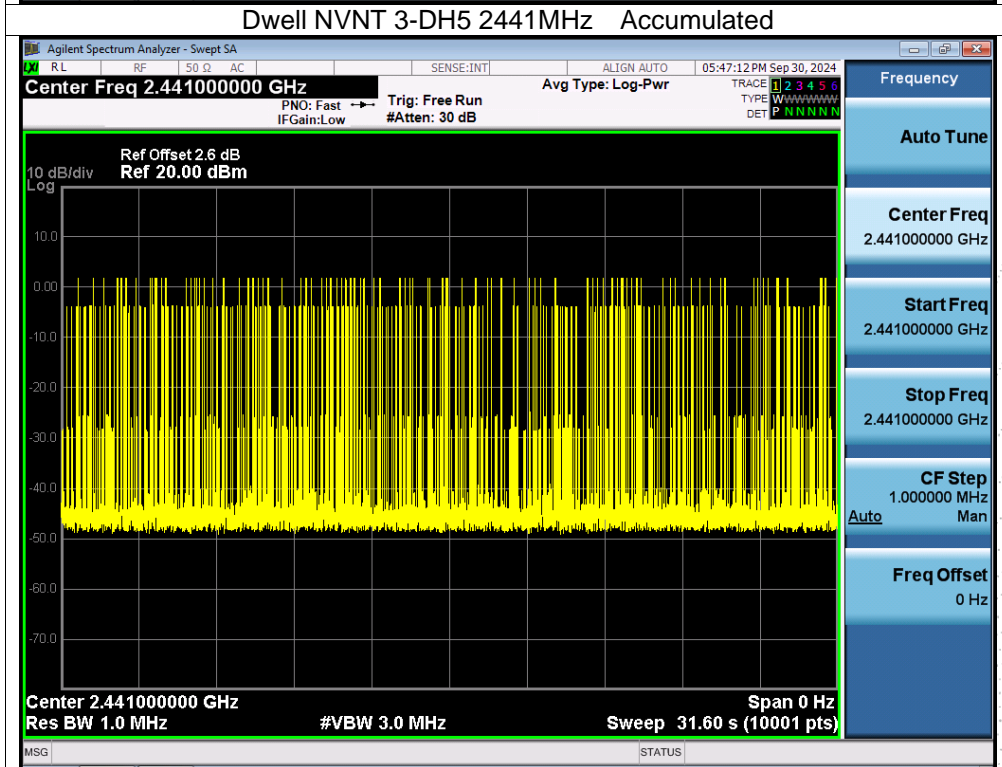 Dwell NVNT 3-DH5 2441MHz Accumulated
Agilent Spectrum Analyzer - Swept SA
LXI RL RF 50 Ω AC SENSE:INT ALIGN AUTO 05:47:12 PM Sep 30, 2024
Center Freq 2.441000000 GHz
PNO: Fast
IFGain:Low
Trig: Free Run
#Atten: 30 dB
Avg Type: Log-Pwr
TRACE 1 2 3 4 5 6
TYPE WWWWWW
DET P N N N N N
Ref Offset 2.6 dB
10 dB/div Ref 20.00 dBm
Log
10.0
0.00
-10.0
-20.0
-30.0
-40.0
-50.0
-60.0
-70.0
Center 2.441000000 GHz Span 0 Hz
Res BW 1.0 MHz #VBW 3.0 MHz Sweep 31.60 s (10001 pts)
MSG STATUS
Frequency
Auto Tune
Center Freq
2.441000000 GHz
Start Freq
2.441000000 GHz
Stop Freq
2.441000000 GHz
CF Step
1.000000 MHz
Auto Man
Freq Offset
0 Hz